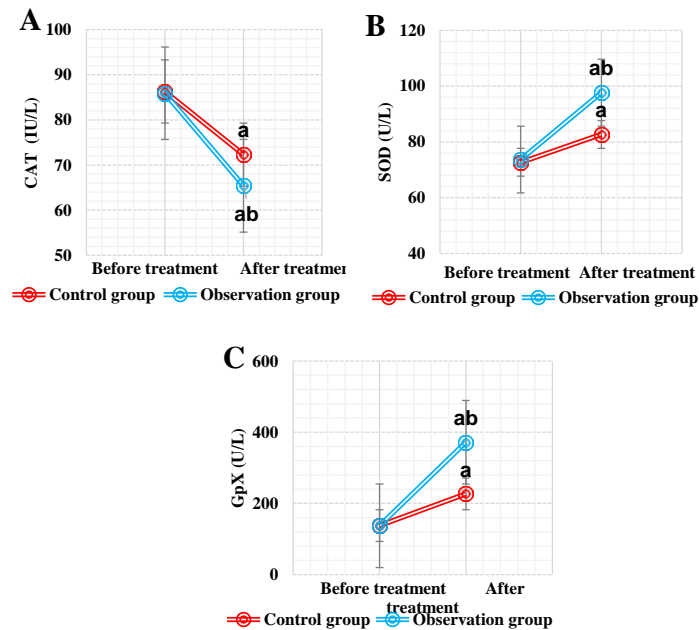 A
CAT (IU/L)
100
90
80
70
60
50
a
ab
Before treatment After treatmen
Control group Observation group
B
SOD (U/L)
120
100
80
60
40
ab
a
Before treatment After treatment
Control group Observation group
C
GpX (U/L)
600
400
200
0
ab
a
Before treatment After
treatment
Control group Observation group